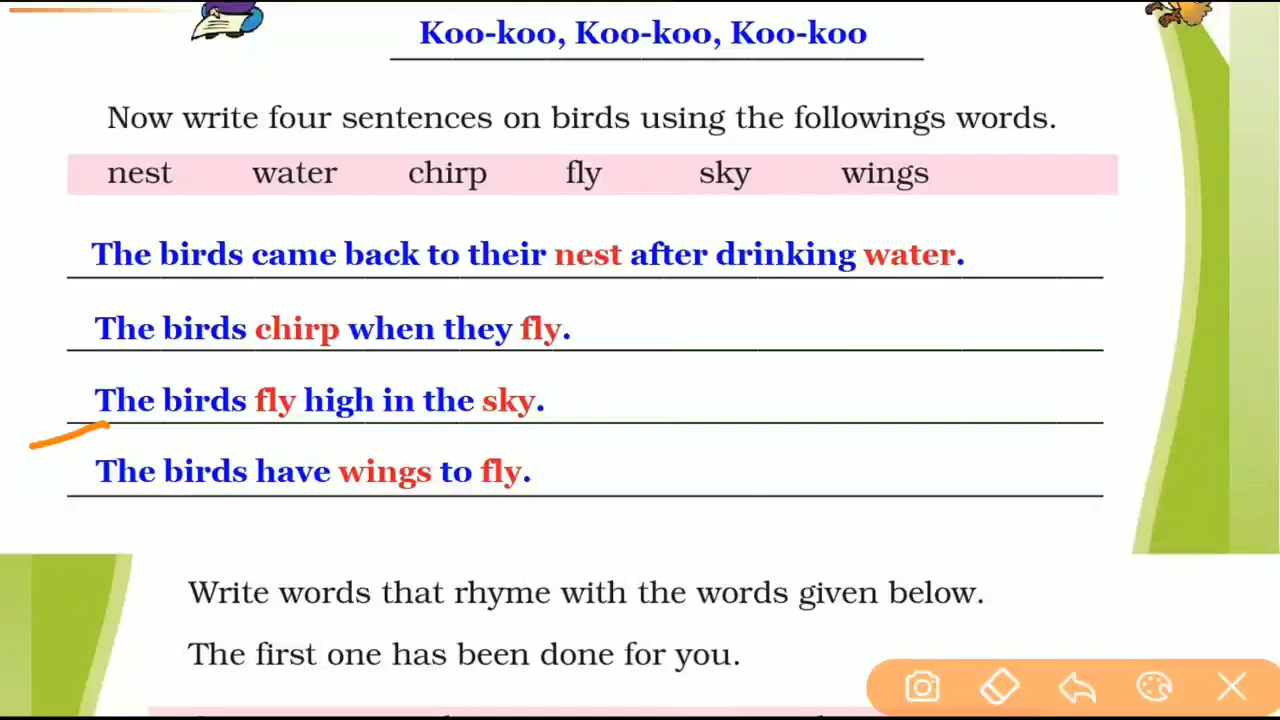 Koo-koo, Koo-koo, Koo-koo
Now write four sentences on birds using the followings words.
nest water chirp fly sky wings
The birds came back to their nest after drinking water.
The birds chirp when they fly.
The birds fly high in the sky.
The birds have wings to fly.
Write words that rhyme with the words given below.
The first one has been done for you.